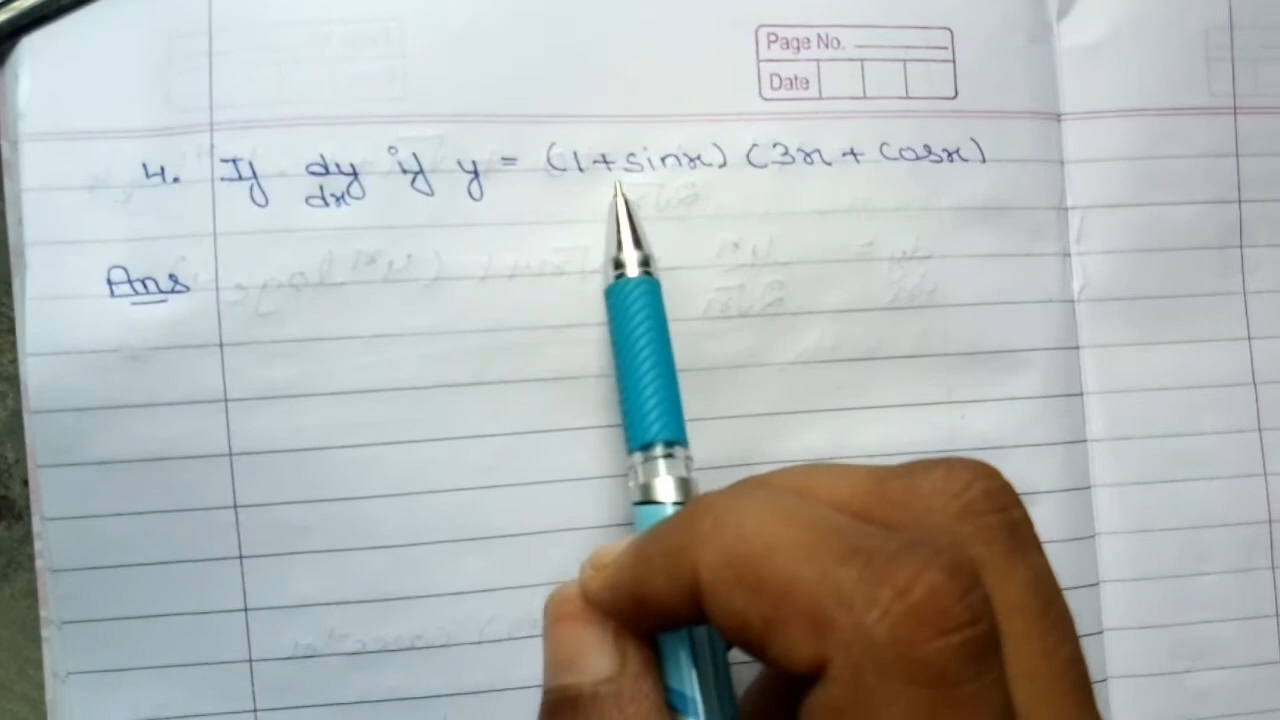 Page No.
Date
4. If dy/dx if y = (1+sinx) (3x + cosx)
Ans